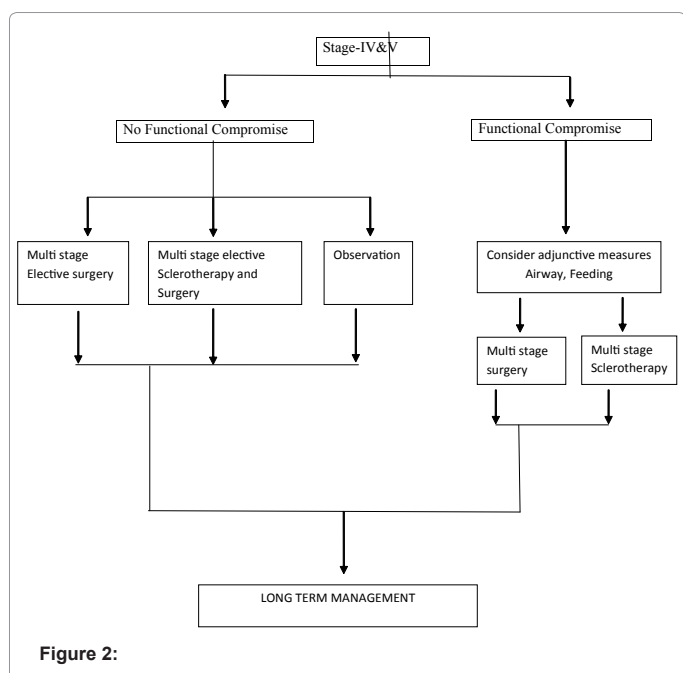 Stage-IV&V
No Functional Compromise
Functional Compromise
Multi stage
Elective surgery
Multi stage elective
Sclerotherapy and
Surgery
Observation
Consider adjunctive measures
Airway, Feeding
Multi stage
surgery
Multi stage
Sclerotherapy
LONG TERM MANAGEMENT
Figure 2: